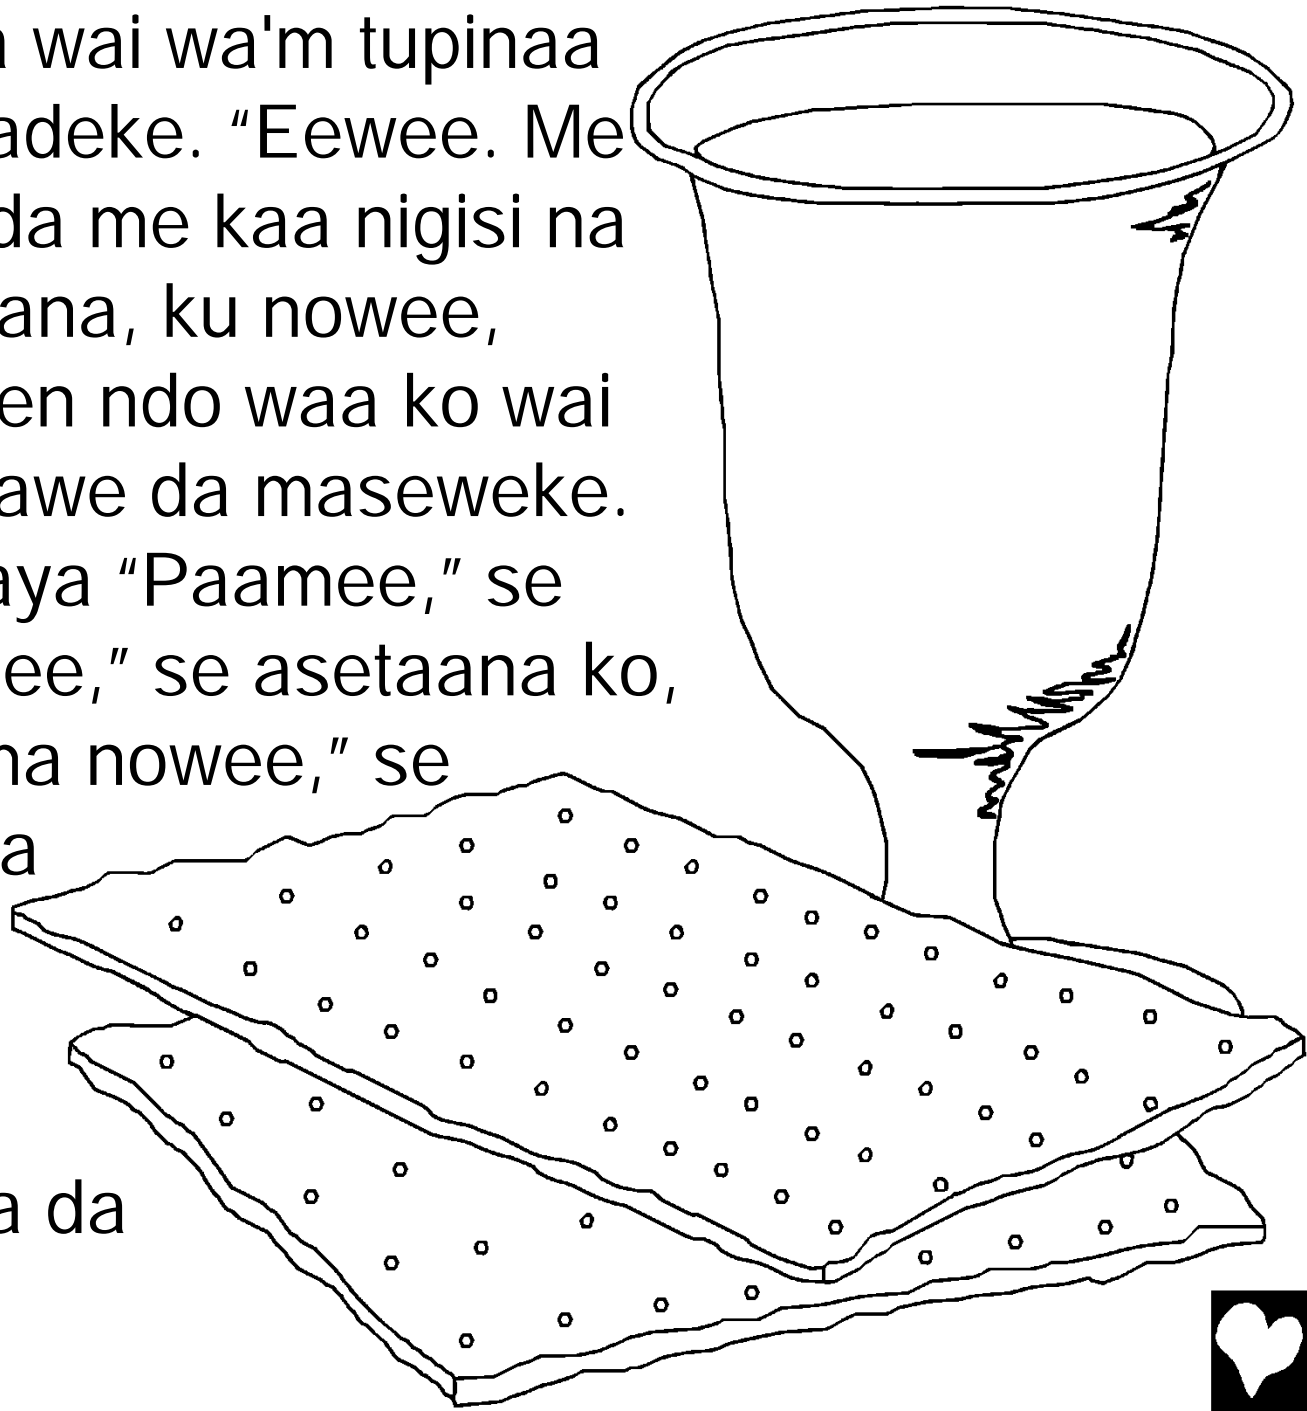 wai wa'm tupinaa
adeke. “Eewee. Me
da me kaa nigisi na
ana, ku nowee,
en ndo waa ko wai
awe da maseweke.
aya “Paamee,” se
ee,” se asetaana ko,
na nowee,” se
a
a da